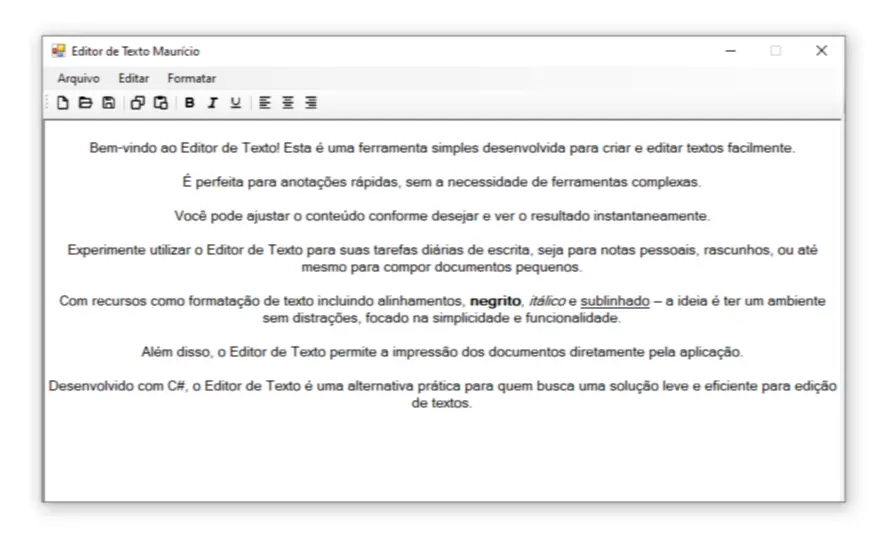 Editor de Texto Maurício
Arquivo Editar Formatar
B I U
Bem-vindo ao Editor de Texto! Esta é uma ferramenta simples desenvolvida para criar e editar textos facilmente.
É perfeita para anotações rápidas, sem a necessidade de ferramentas complexas.
Você pode ajustar o conteúdo conforme desejar e ver o resultado instantaneamente.
Experimente utilizar o Editor de Texto para suas tarefas diárias de escrita, seja para notas pessoais, rascunhos, ou até
mesmo para compor documentos pequenos.
Com recursos como formatação de texto incluindo alinhamentos, negrito, itálico e sublinhado – a ideia é ter um ambiente
sem distrações, focado na simplicidade e funcionalidade.
Além disso, o Editor de Texto permite a impressão dos documentos diretamente pela aplicação.
Desenvolvido com C#, o Editor de Texto é uma alternativa prática para quem busca uma solução leve e eficiente para edição
de textos.